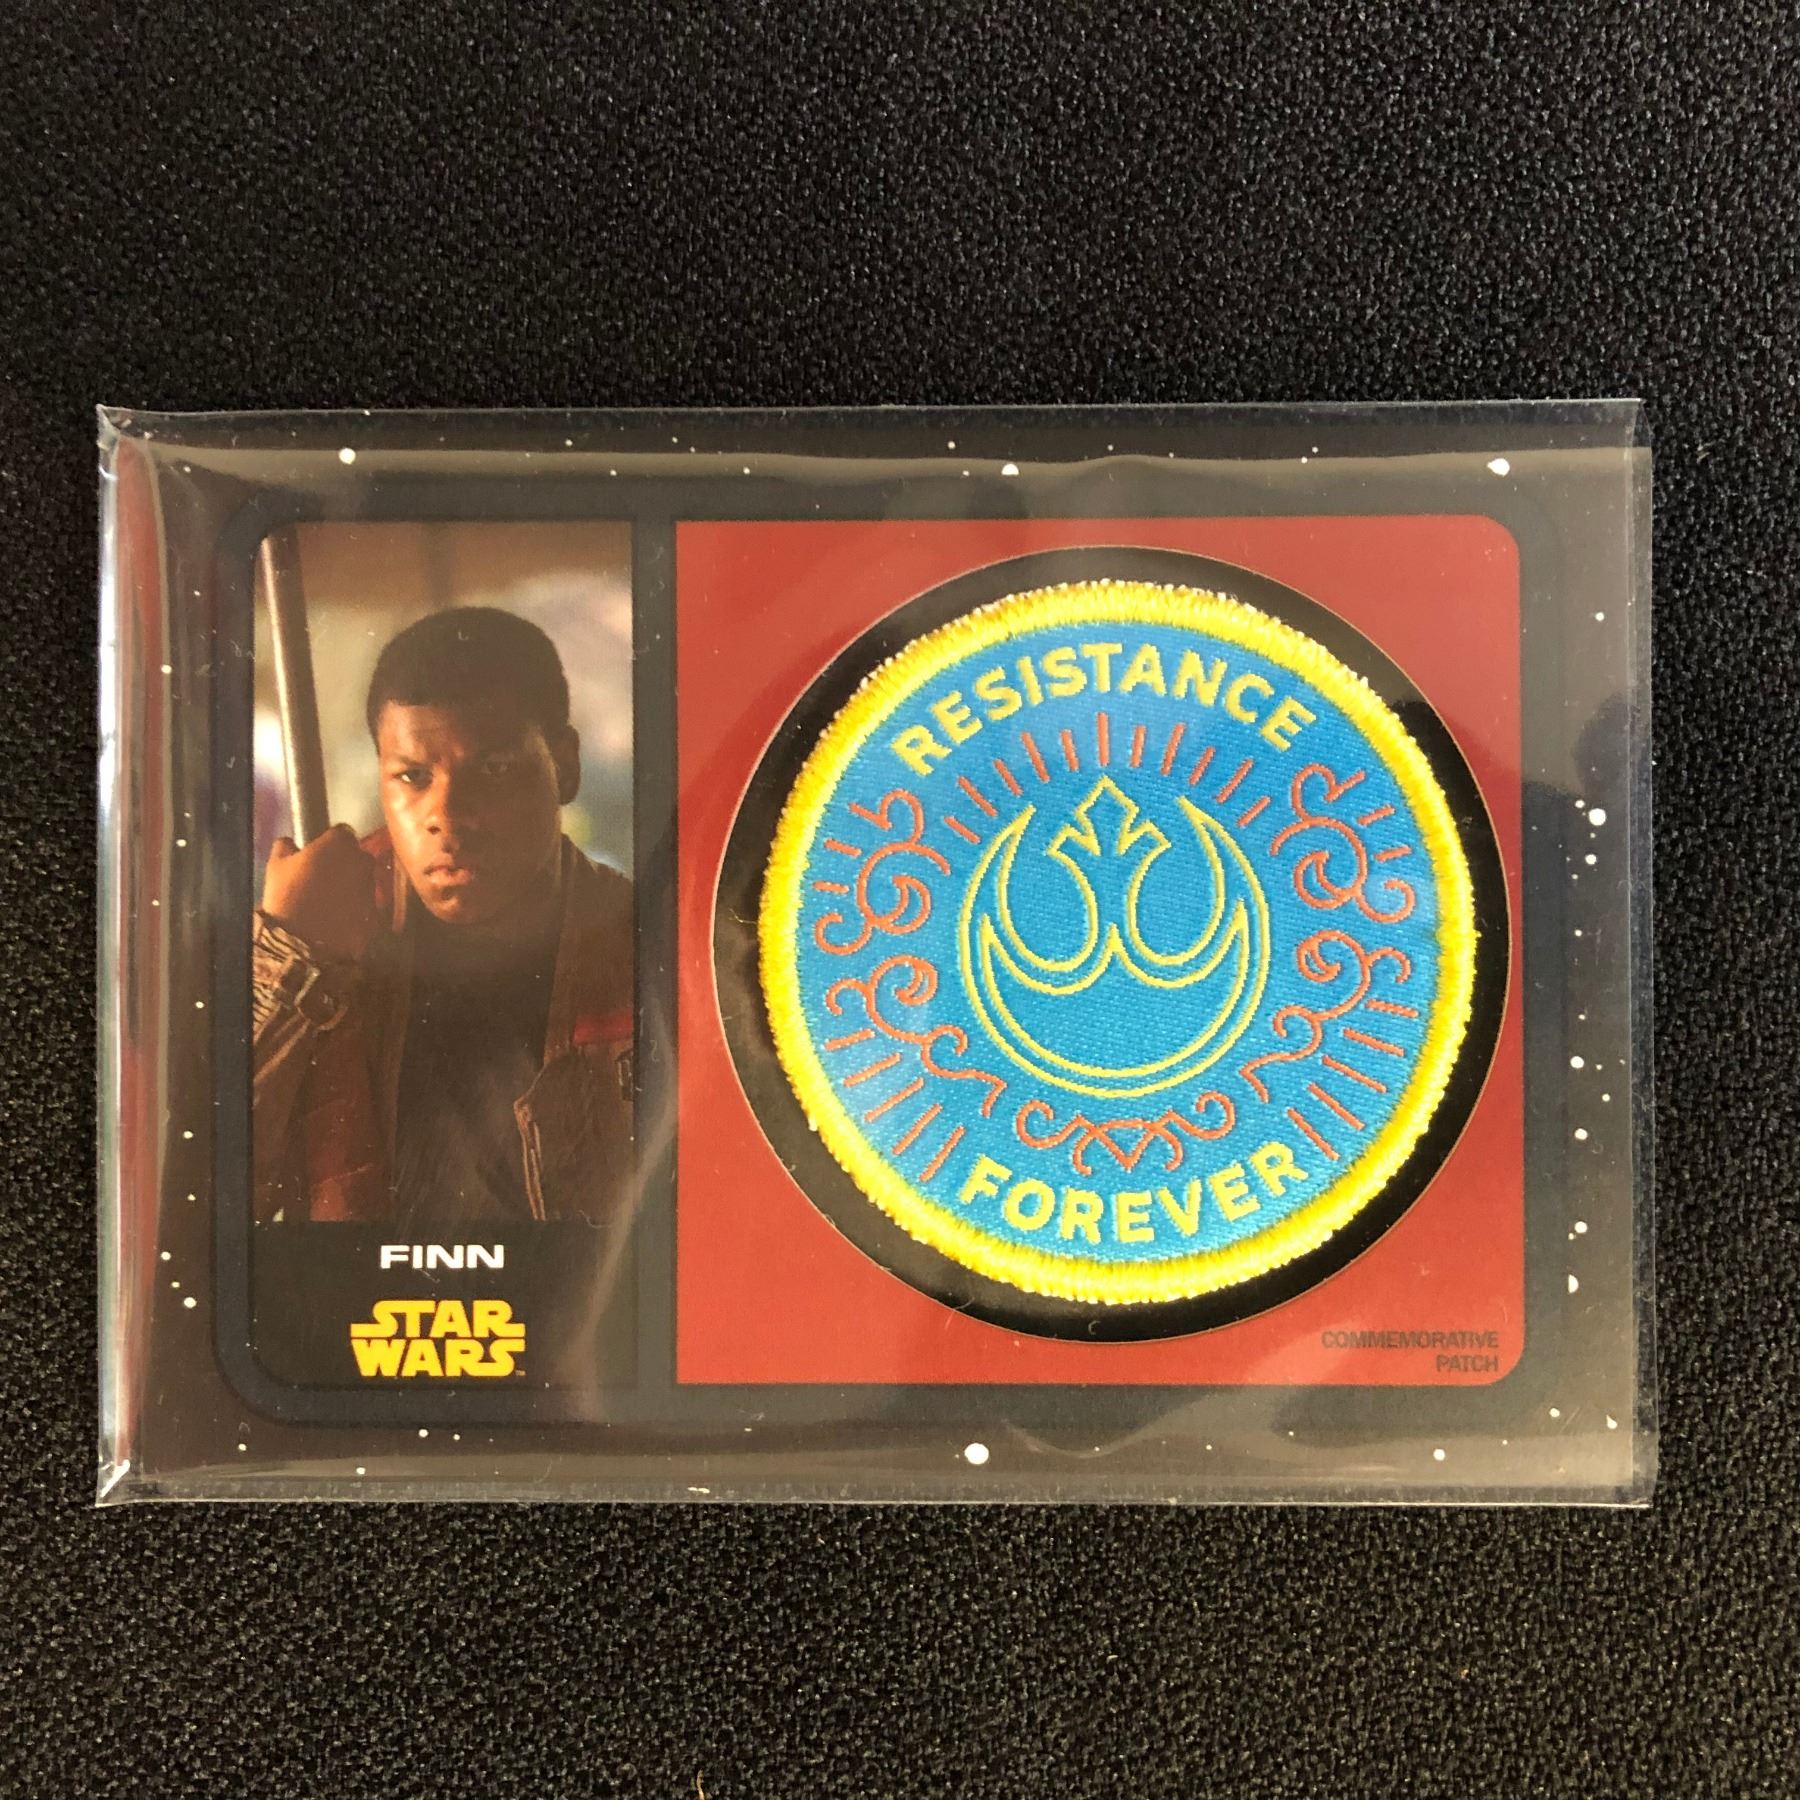 RESISTANCE
FOREVER
FINN
STAR
WARS
COMMEMORATIVE
PATCH